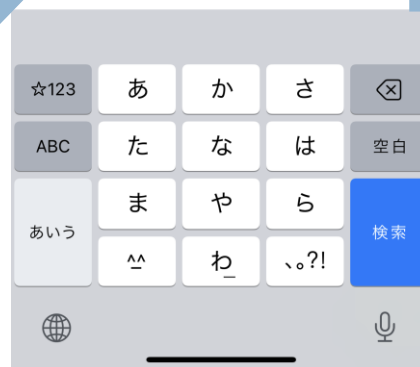 ☆123 あ か さ
ABC た な は 空白
あいう ま や ら 検索
^_^ わ_ 、。?!